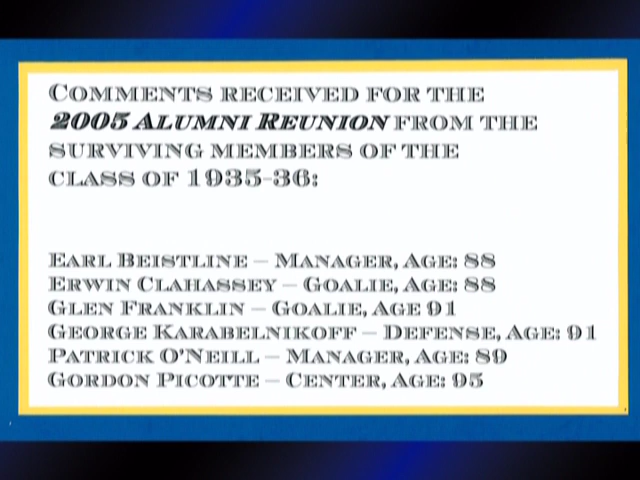 Comments received for the
2005 Alumni Reunion from the
surviving members of the
class of 1935-36:
Earl Beistline – Manager, Age: 88
Erwin Clahassey – Goalie, Age: 88
Glen Franklin – Goalie, Age 91
George Karabelnikoff – Defense, Age: 91
Patrick O'Neill – Manager, Age: 89
Gordon Picotte – Center, Age: 95